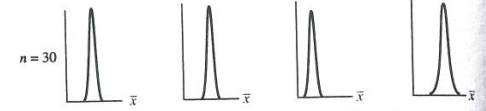 n = 30
x̄ x̄ x̄ x̄